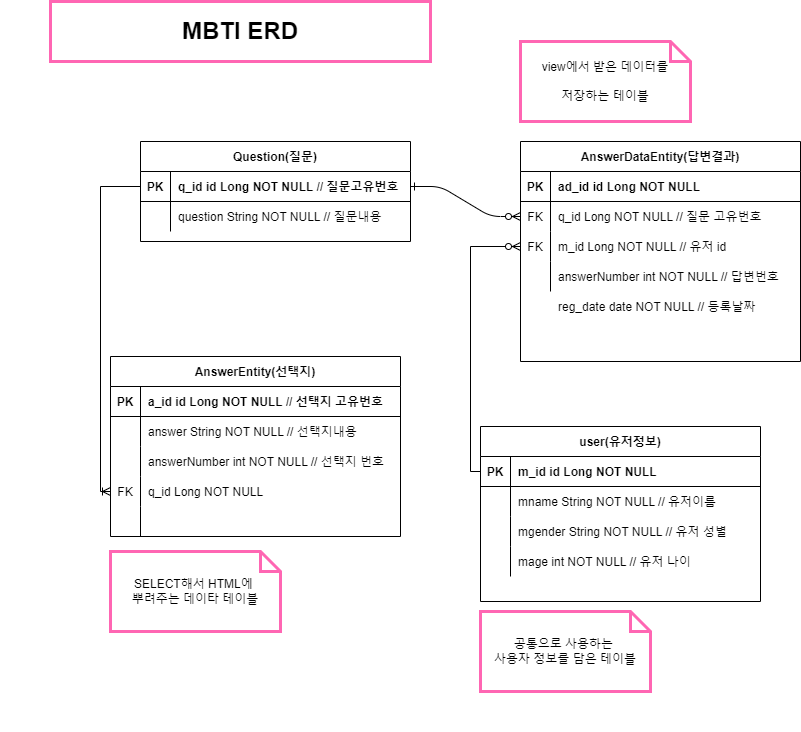 MBTI ERD
view에서 받은 데이터를
저장하는 테이블
Question(질문)
PK q_id id Long NOT NULL // 질문고유번호
question String NOT NULL // 질문내용
AnswerDataEntity(답변결과)
PK ad_id id Long NOT NULL
FK q_id Long NOT NULL // 질문 고유번호
FK m_id Long NOT NULL // 유저 id
answerNumber int NOT NULL // 답변번호
reg_date date NOT NULL // 등록날짜
AnswerEntity(선택지)
PK a_id id Long NOT NULL // 선택지 고유번호
answer String NOT NULL // 선택지내용
answerNumber int NOT NULL // 선택지 번호
FK q_id Long NOT NULL
SELECT해서 HTML에
뿌려주는 데이타 테이블
user(유저정보)
PK m_id id Long NOT NULL
mname String NOT NULL // 유저이름
mgender String NOT NULL // 유저 성별
mage int NOT NULL // 유저 나이
공통으로 사용하는
사용자 정보를 담은 테이블